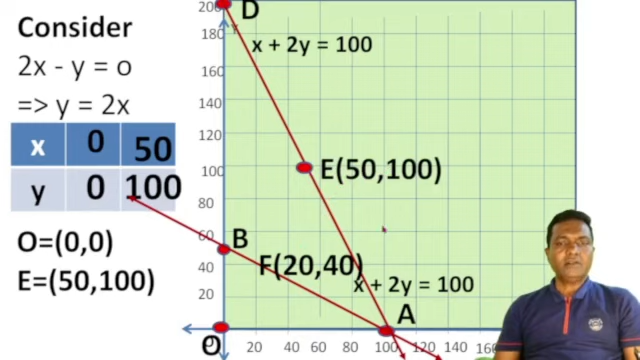 Consider
2x - y = 0
=> y = 2x
x 0 50
y 0 100
O=(0,0)
E=(50,100)
200
D
180
y
x + 2y = 100
160
140
120
100
E(50,100)
80
60
B
40
F(20,40)
x + 2y = 100
20
A
O
20 40 60 80 100 120 140 160